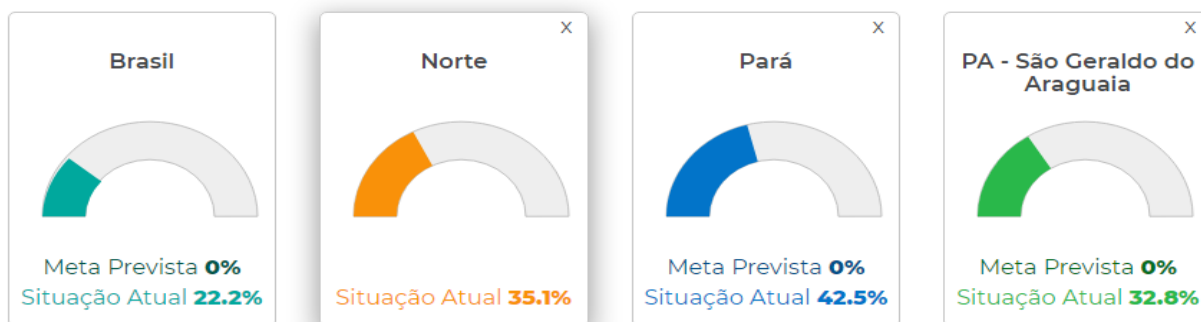 Brasil
Meta Prevista 0%
Situação Atual 22.2%
X
Norte
Situação Atual 35.1%
X
Pará
Meta Prevista 0%
Situação Atual 42.5%
X
PA - São Geraldo do
Araguaia
Meta Prevista 0%
Situação Atual 32.8%